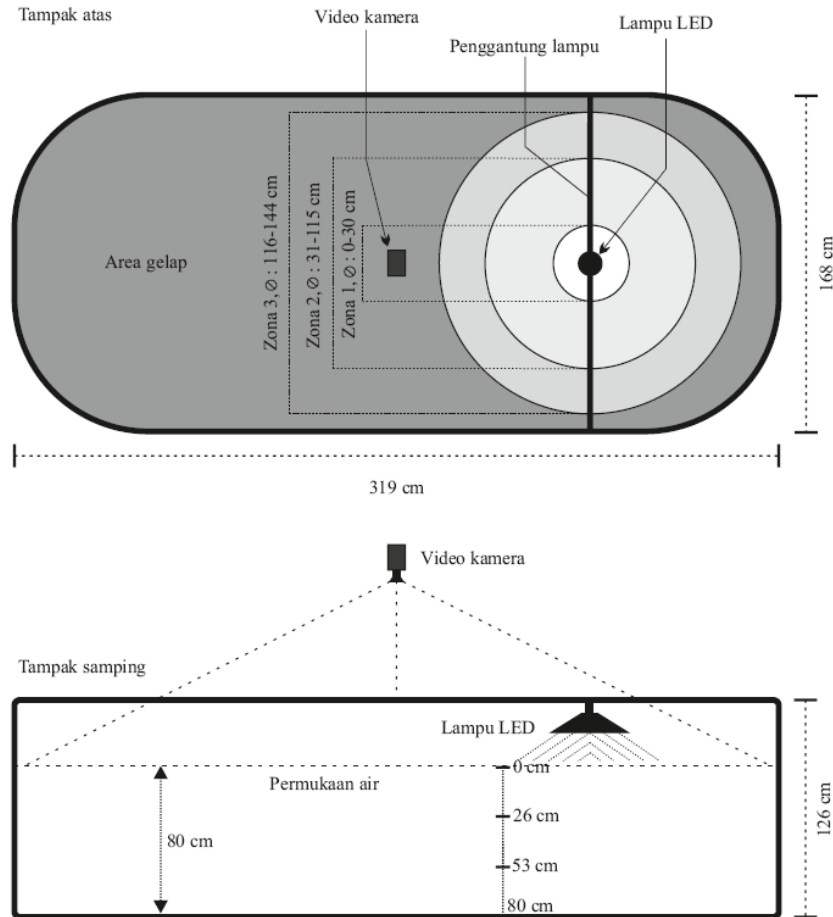 Tampak atas
Video kamera
Lampu LED
Penggantung lampu
Area gelap
Zona 3, ∅ : 116-144 cm
Zona 2, ∅ : 31-115 cm
Zona 1, ∅ : 0-30 cm
168 cm
319 cm
Video kamera
Tampak samping
Lampu LED
0 cm
Permukaan air
26 cm
80 cm
53 cm
80 cm
126 cm